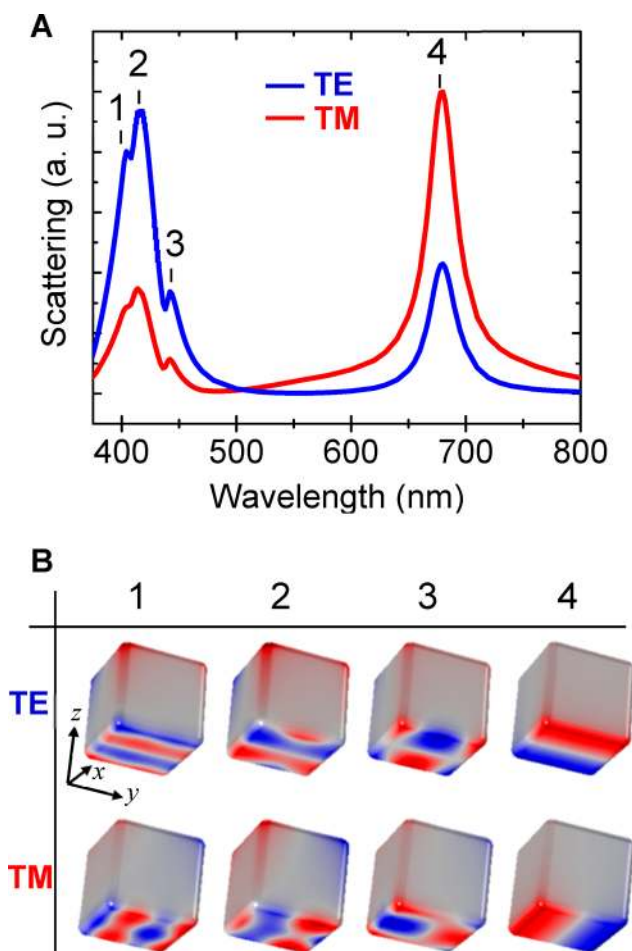 A
4
2
1
TE
TM
3
Scattering (a. u.)
400 500 600 700 800
Wavelength (nm)
B
1 2 3 4
TE
z
x
y
TM